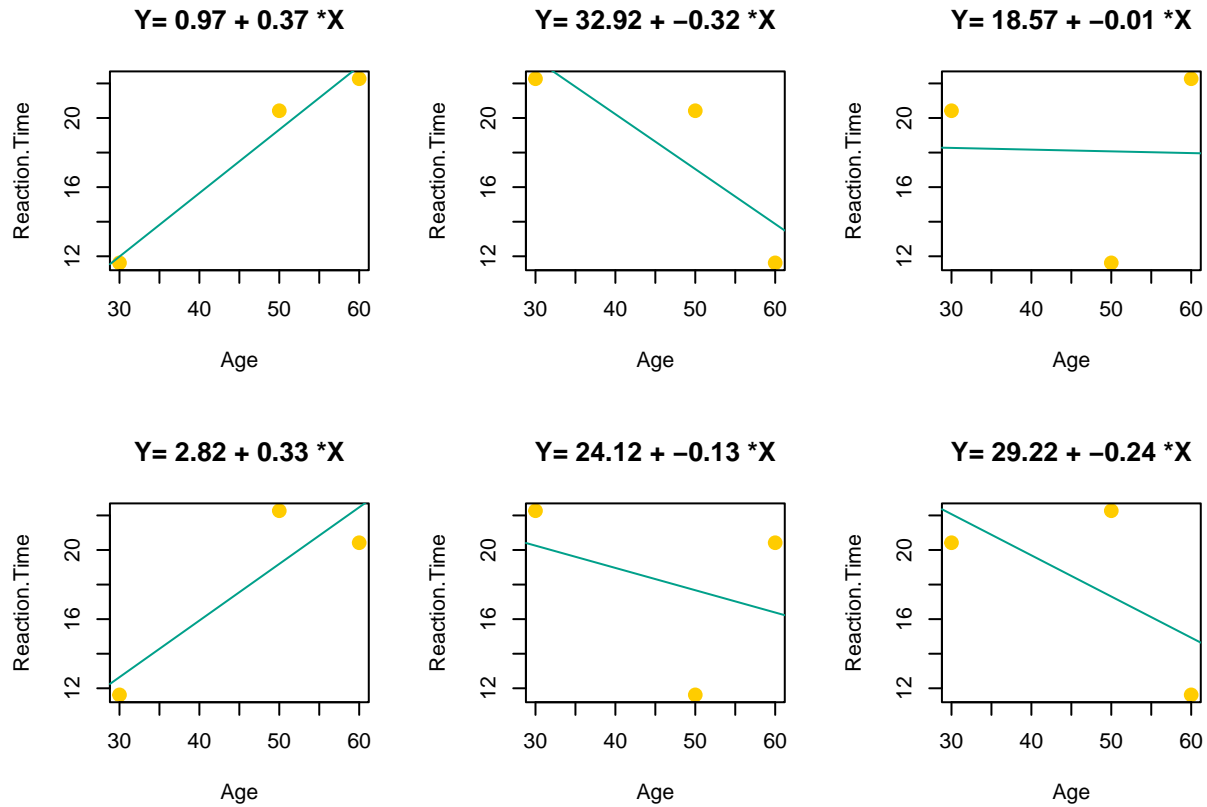 Y= 0.97 + 0.37 *X
Y= 32.92 + −0.32 *X
Y= 18.57 + −0.01 *X
Reaction.Time
12
16
20
30
40
50
60
Age
Reaction.Time
12
16
20
30
40
50
60
Age
Reaction.Time
12
16
20
30
40
50
60
Age
Y= 2.82 + 0.33 *X
Y= 24.12 + −0.13 *X
Y= 29.22 + −0.24 *X
Reaction.Time
12
16
20
30
40
50
60
Age
Reaction.Time
12
16
20
30
40
50
60
Age
Reaction.Time
12
16
20
30
40
50
60
Age